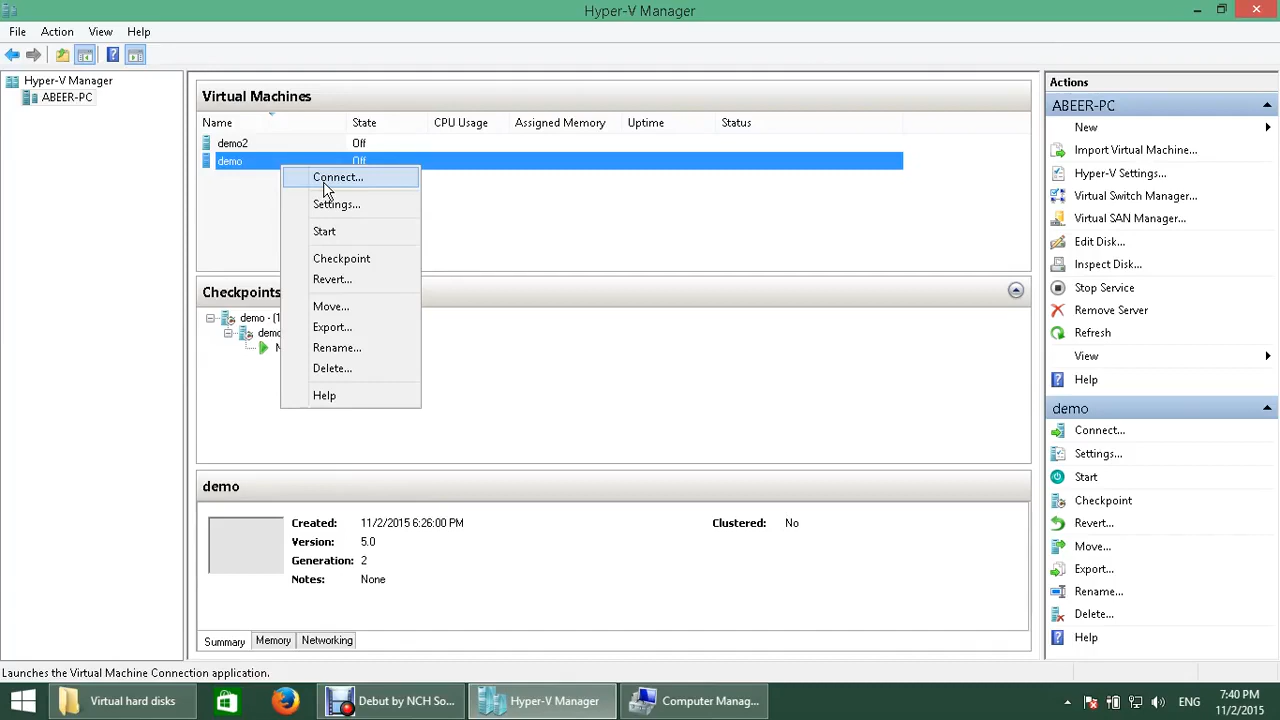 Hyper-V Manager
File Action View Help
Hyper-V Manager
ABEER-PC
Virtual Machines
Name State CPU Usage Assigned Memory Uptime Status
demo2 Off
demo Off
Connect...
Settings...
Start
Checkpoint
Revert...
Move...
Export...
Rename...
Delete...
Help
Checkpoints
demo - (1
demo
N
demo
Created: 11/2/2015 6:26:00 PM Clustered: No
Version: 5.0
Generation: 2
Notes: None
Summary Memory Networking
Actions
ABEER-PC
New
Import Virtual Machine...
Hyper-V Settings...
Virtual Switch Manager...
Virtual SAN Manager...
Edit Disk...
Inspect Disk...
Stop Service
Remove Server
Refresh
View
Help
demo
Connect...
Settings...
Start
Checkpoint
Revert...
Move...
Export...
Rename...
Delete...
Help
Launches the Virtual Machine Connection application.
Virtual hard disks Debut by NCH So... Hyper-V Manager Computer Manag... ENG 7:40 PM
11/2/2015